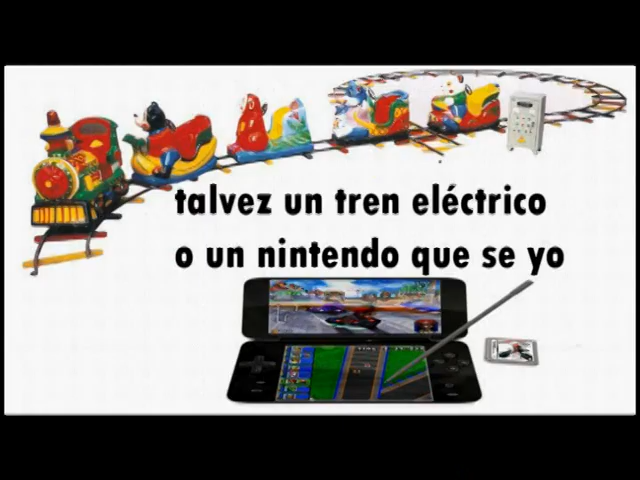 talvez un tren eléctrico
o un nintendo que se yo